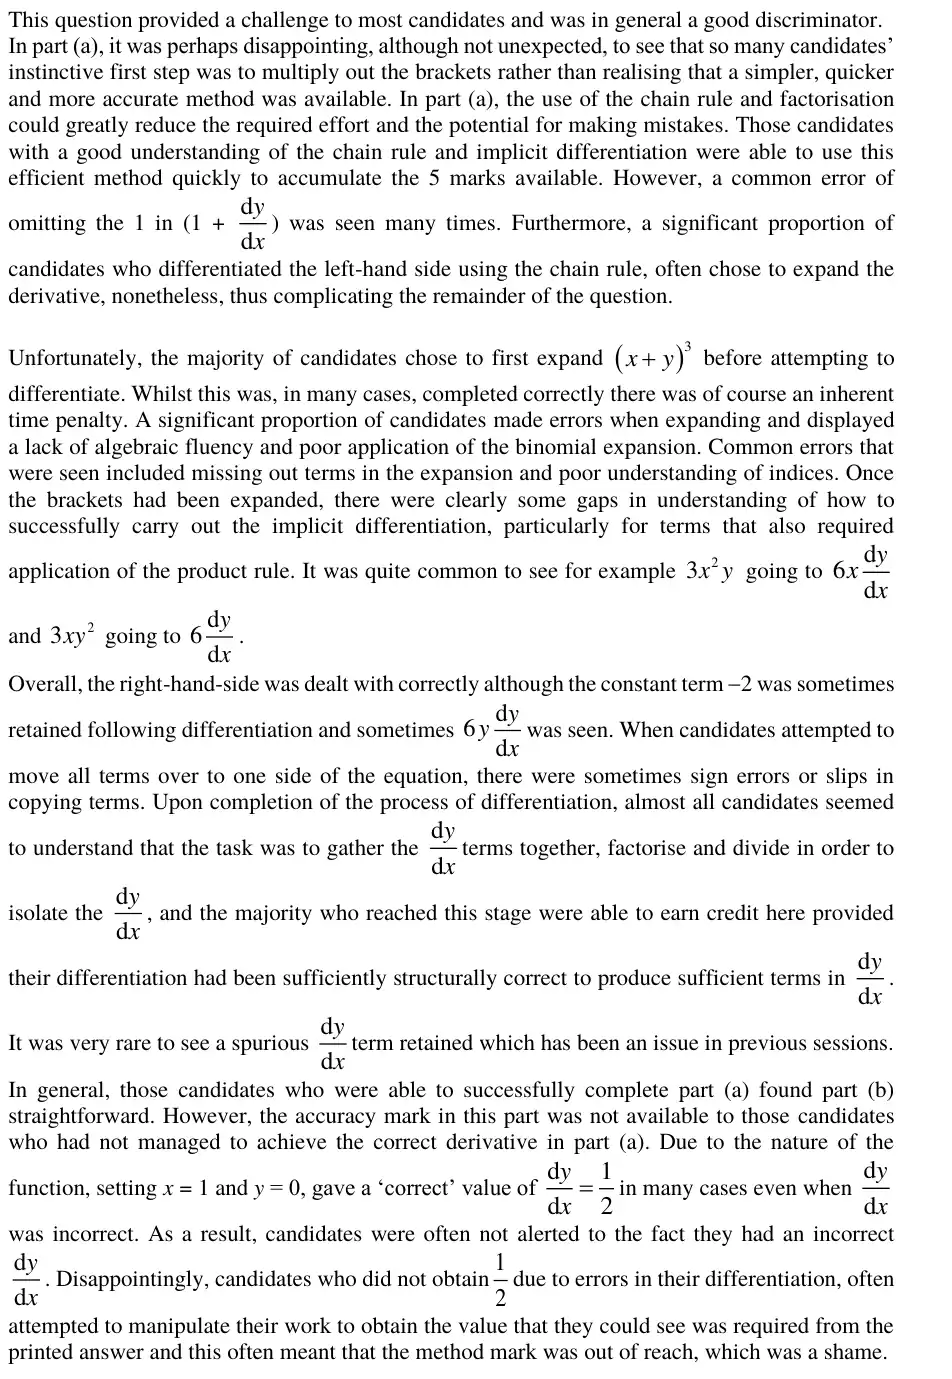 This question provided a challenge to most candidates and was in general a good discriminator.
In part (a), it was perhaps disappointing, although not unexpected, to see that so many candidates’
instinctive first step was to multiply out the brackets rather than realising that a simpler, quicker
and more accurate method was available. In part (a), the use of the chain rule and factorisation
could greatly reduce the required effort and the potential for making mistakes. Those candidates
with a good understanding of the chain rule and implicit differentiation were able to use this
efficient method quickly to accumulate the 5 marks available. However, a common error of
omitting the 1 in (1 + dy/dx) was seen many times. Furthermore, a significant proportion of
candidates who differentiated the left-hand side using the chain rule, often chose to expand the
derivative, nonetheless, thus complicating the remainder of the question.
Unfortunately, the majority of candidates chose to first expand (x + y)³ before attempting to
differentiate. Whilst this was, in many cases, completed correctly there was of course an inherent
time penalty. A significant proportion of candidates made errors when expanding and displayed
a lack of algebraic fluency and poor application of the binomial expansion. Common errors that
were seen included missing out terms in the expansion and poor understanding of indices. Once
the brackets had been expanded, there were clearly some gaps in understanding of how to
successfully carry out the implicit differentiation, particularly for terms that also required
application of the product rule. It was quite common to see for example 3x²y going to 6x dy/dx
and 3xy² going to 6 dy/dx .
Overall, the right-hand-side was dealt with correctly although the constant term –2 was sometimes
retained following differentiation and sometimes 6y dy/dx was seen. When candidates attempted to
move all terms over to one side of the equation, there were sometimes sign errors or slips in
copying terms. Upon completion of the process of differentiation, almost all candidates seemed
to understand that the task was to gather the dy/dx terms together, factorise and divide in order to
isolate the dy/dx , and the majority who reached this stage were able to earn credit here provided
their differentiation had been sufficiently structurally correct to produce sufficient terms in dy/dx .
It was very rare to see a spurious dy/dx term retained which has been an issue in previous sessions.
In general, those candidates who were able to successfully complete part (a) found part (b)
straightforward. However, the accuracy mark in this part was not available to those candidates
who had not managed to achieve the correct derivative in part (a). Due to the nature of the
function, setting x = 1 and y = 0, gave a ‘correct’ value of dy/dx = 1/2 in many cases even when dy/dx
was incorrect. As a result, candidates were often not alerted to the fact they had an incorrect
dy/dx . Disappointingly, candidates who did not obtain 1/2 due to errors in their differentiation, often
attempted to manipulate their work to obtain the value that they could see was required from the
printed answer and this often meant that the method mark was out of reach, which was a shame.